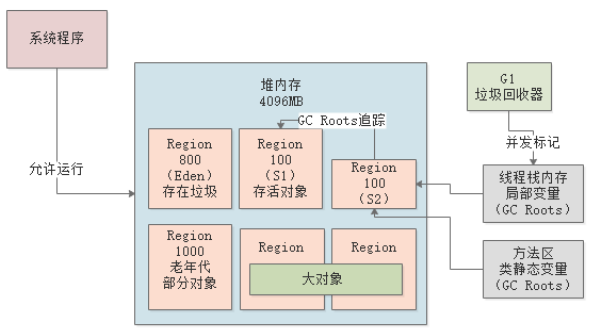 系统程序
允许运行
堆内存
4096MB
GC Roots追踪
Region
800
(Eden)
存在垃圾
Region
100
(S1)
存活对象
Region
100
(S2)
Region
1000
老年代
部分对象
Region
Region
大对象
G1
垃圾回收器
并发标记
线程栈内存
局部变量
(GC Roots)
方法区
类静态变量
(GC Roots)